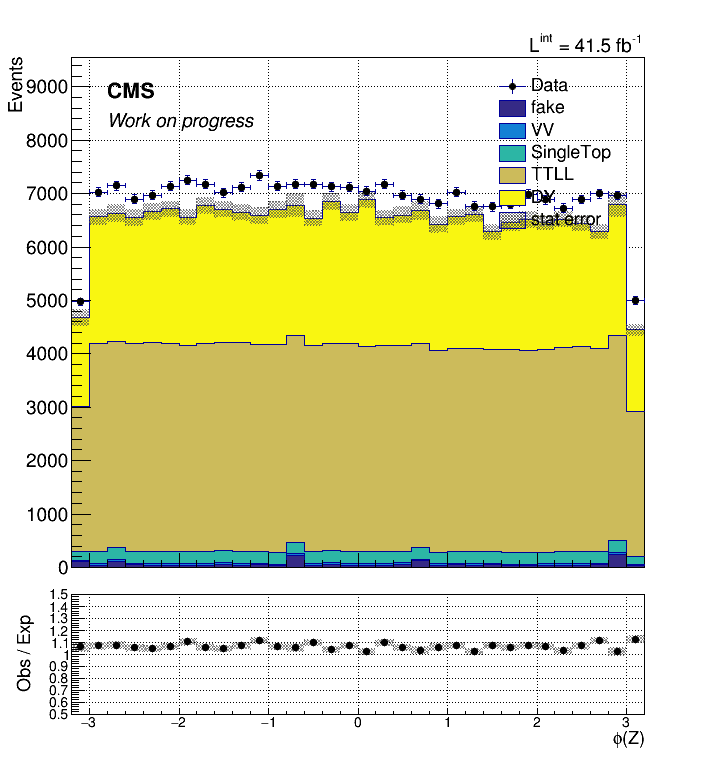 L^int = 41.5 fb^-1
Events
9000
8000
7000
6000
5000
4000
3000
2000
1000
0
CMS
Work on progress
Data
fake
VV
SingleTop
TTLL
DY
stat error
Obs / Exp
1.5
1.4
1.3
1.2
1.1
1
0.9
0.8
0.7
0.6
0.5
−3 −2 −1 0 1 2 3
ϕ(Z)